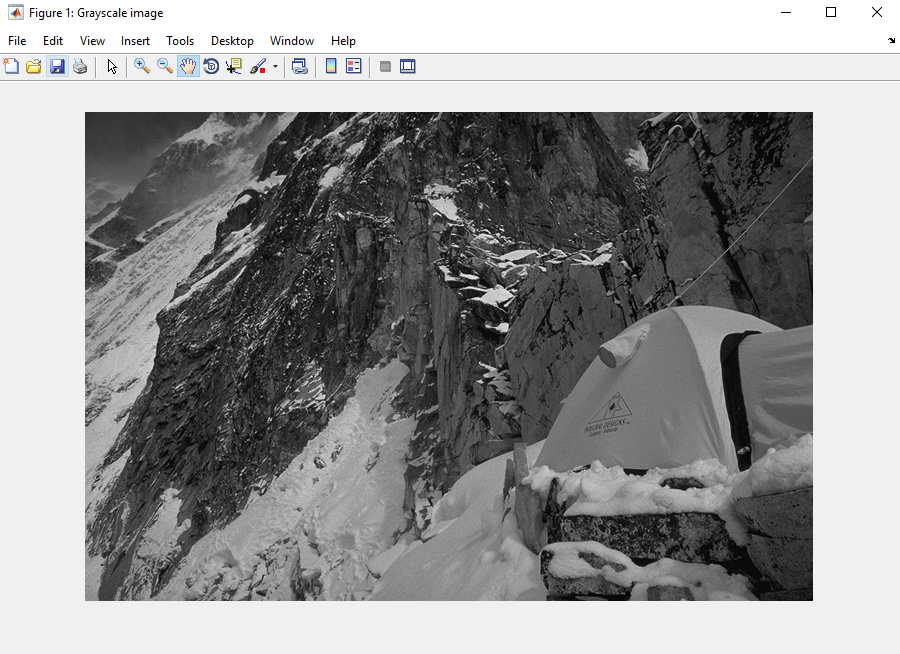 Figure 1: Grayscale image
File Edit View Insert Tools Desktop Window Help
INTEGRAL DESIGNS